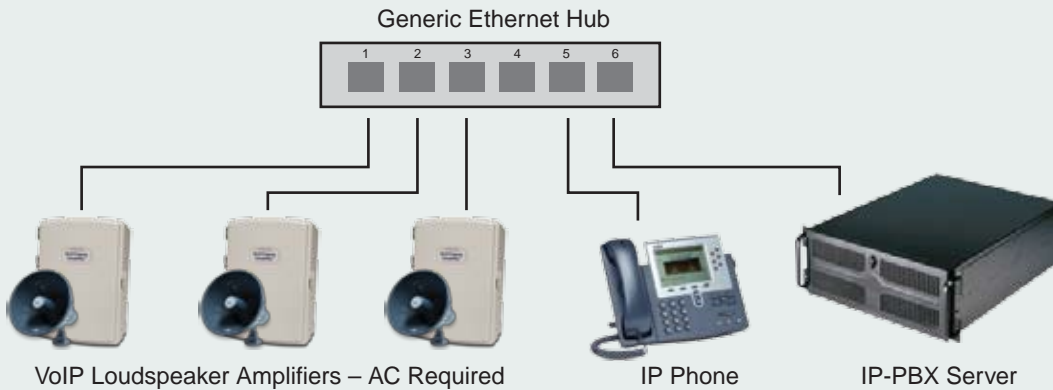 Generic Ethernet Hub
1 2 3 4 5 6
VoIP Loudspeaker Amplifiers – AC Required
IP Phone
IP-PBX Server